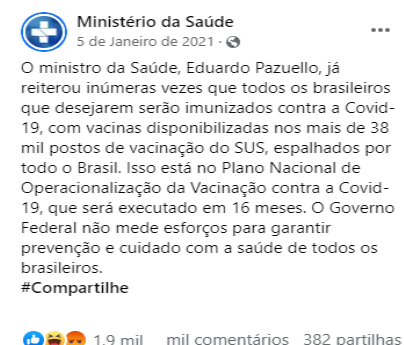 Ministério da Saúde
5 de Janeiro de 2021 ·
O ministro da Saúde, Eduardo Pazuello, já
reiterou inúmeras vezes que todos os brasileiros
que desejarem serão imunizados contra a Covid-
19, com vacinas disponibilizadas nos mais de 38
mil postos de vacinação do SUS, espalhados por
todo o Brasil. Isso está no Plano Nacional de
Operacionalização da Vacinação contra a Covid-
19, que será executado em 16 meses. O Governo
Federal não mede esforços para garantir
prevenção e cuidado com a saúde de todos os
brasileiros.
#Compartilhe
1,9 mil mil comentários 382 partilhas